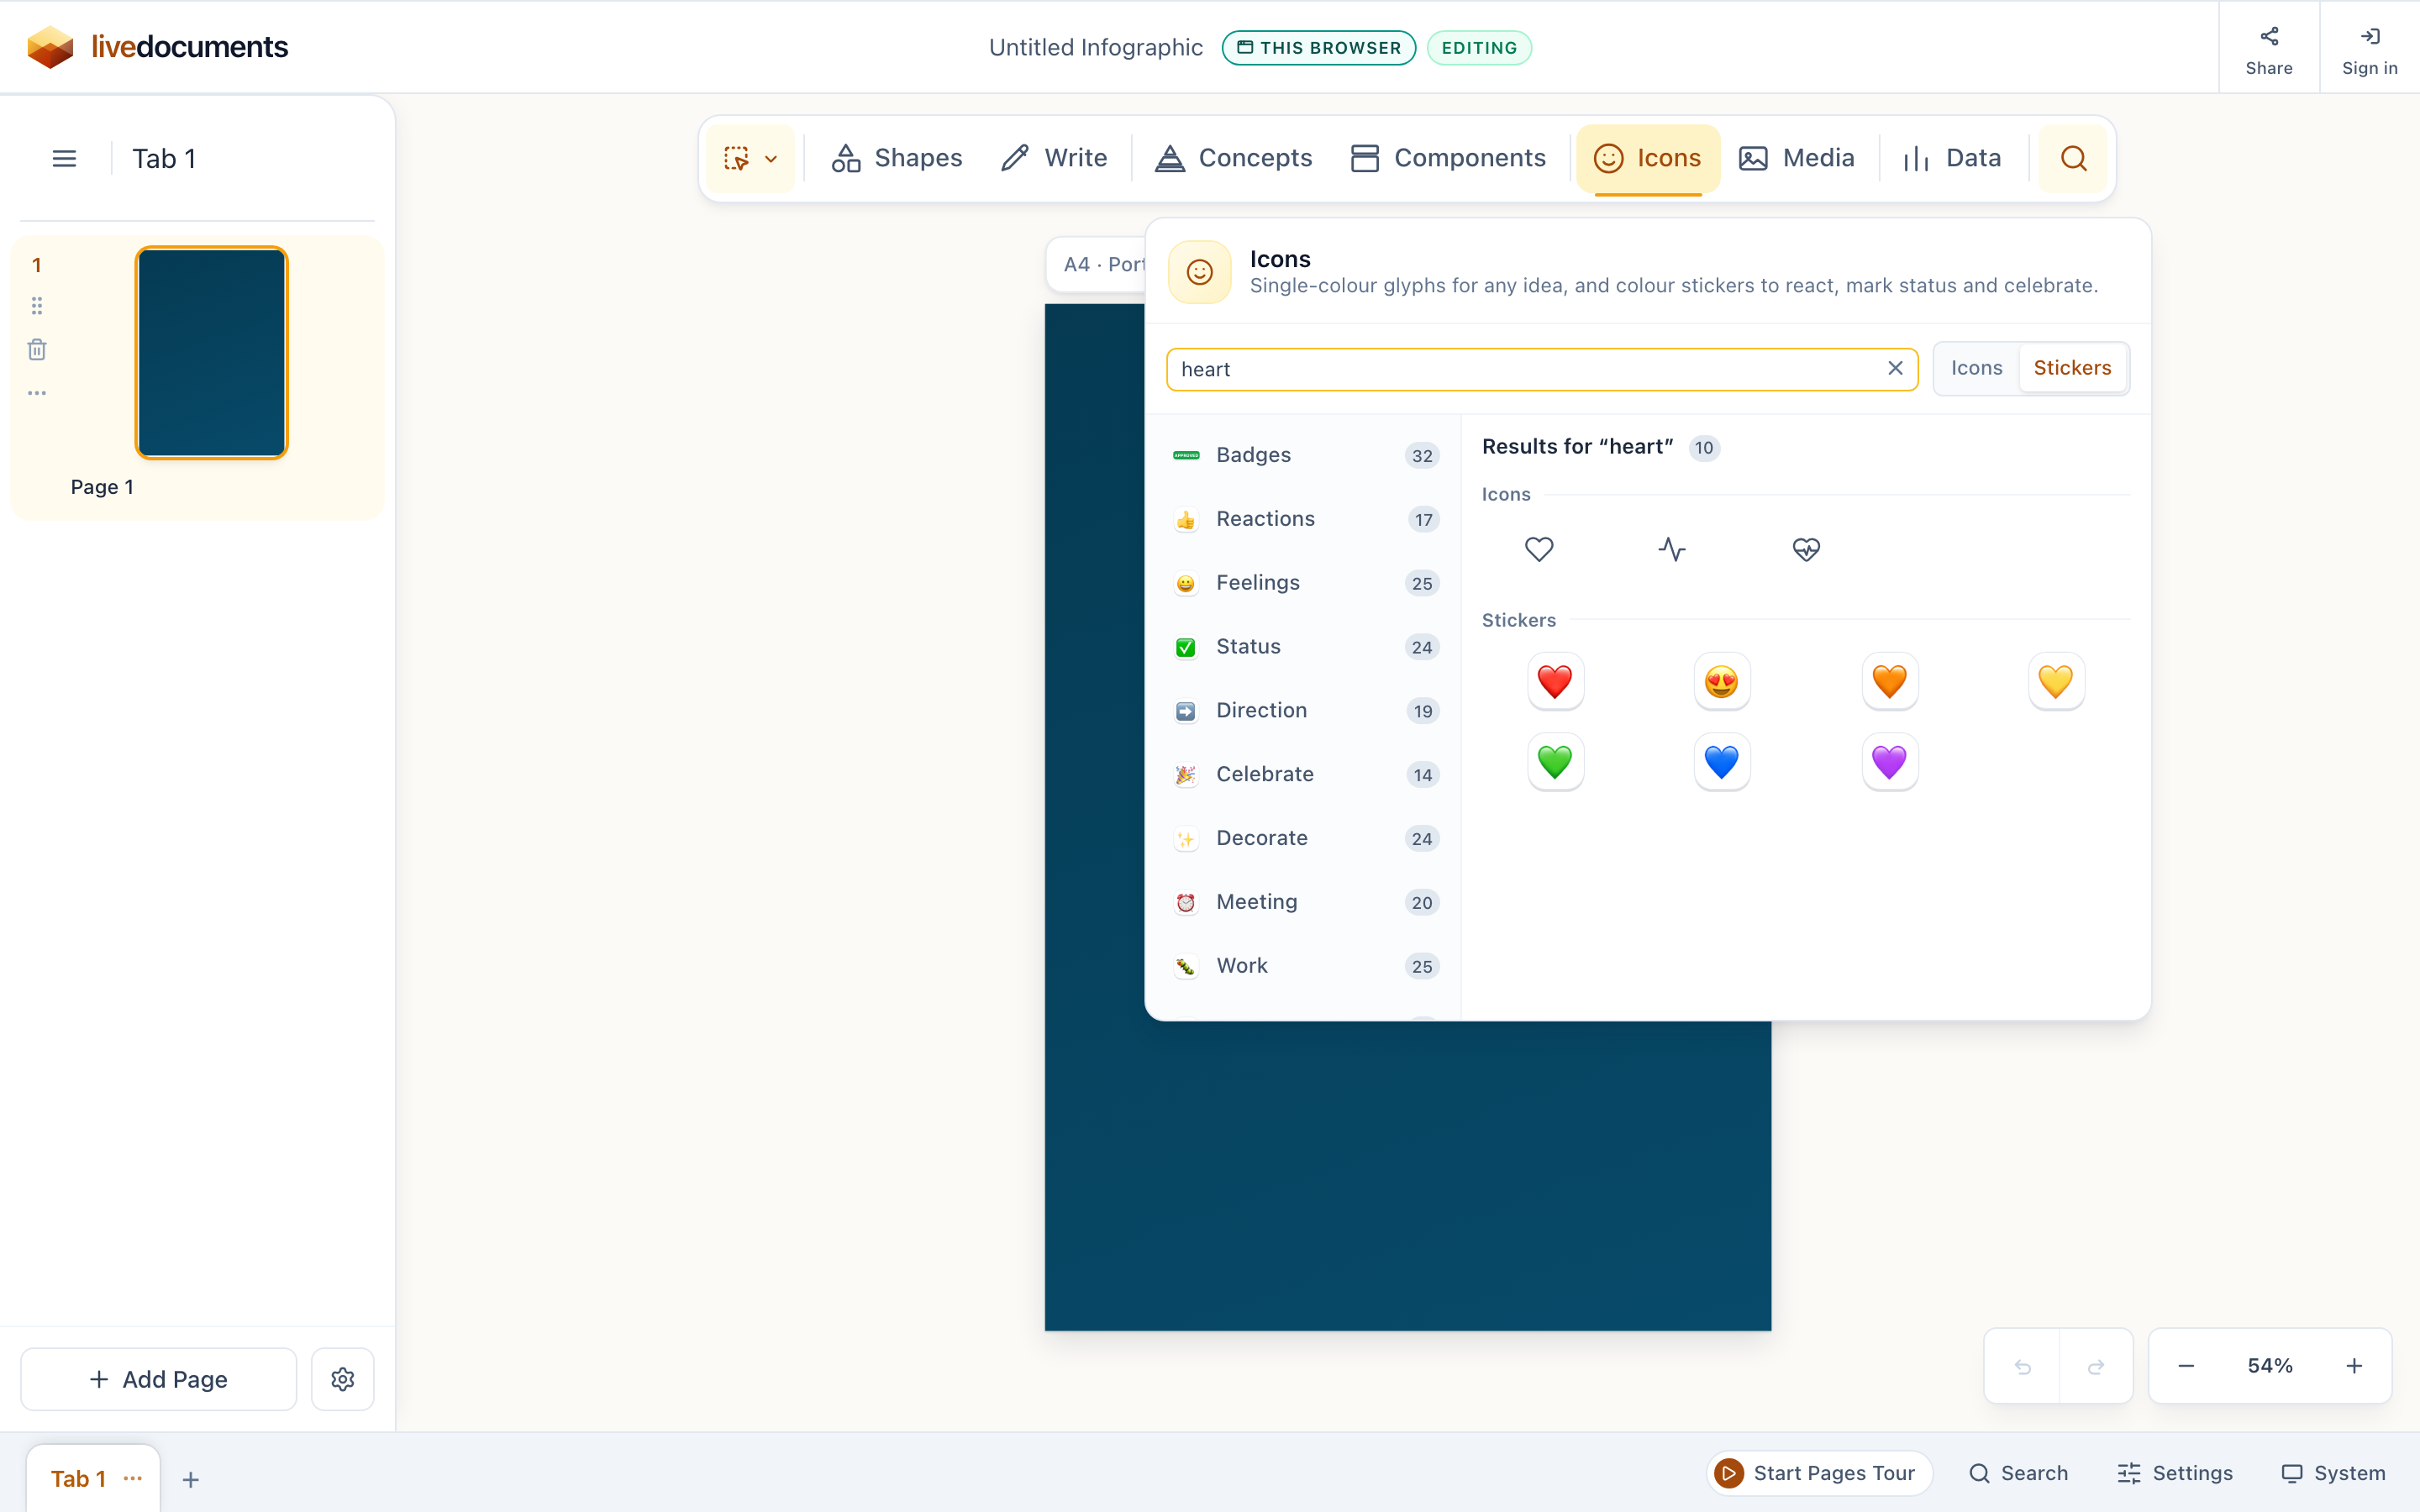 livedocuments
Untitled Infographic
THIS BROWSER
EDITING
Share
Sign in
Tab 1
Shapes
Write
Concepts
Components
Icons
Media
Data
1
Page 1
A4 · Port
Icons
Single-colour glyphs for any idea, and colour stickers to react, mark status and celebrate.
heart
Icons
Stickers
APPROVED
Badges 32
Reactions 17
Feelings 25
Status 24
Direction 19
Celebrate 14
Decorate 24
Meeting 20
Work 25
Results for “heart” 10
Icons
Stickers
Add Page
54%
Tab 1
Start Pages Tour
Search
Settings
System